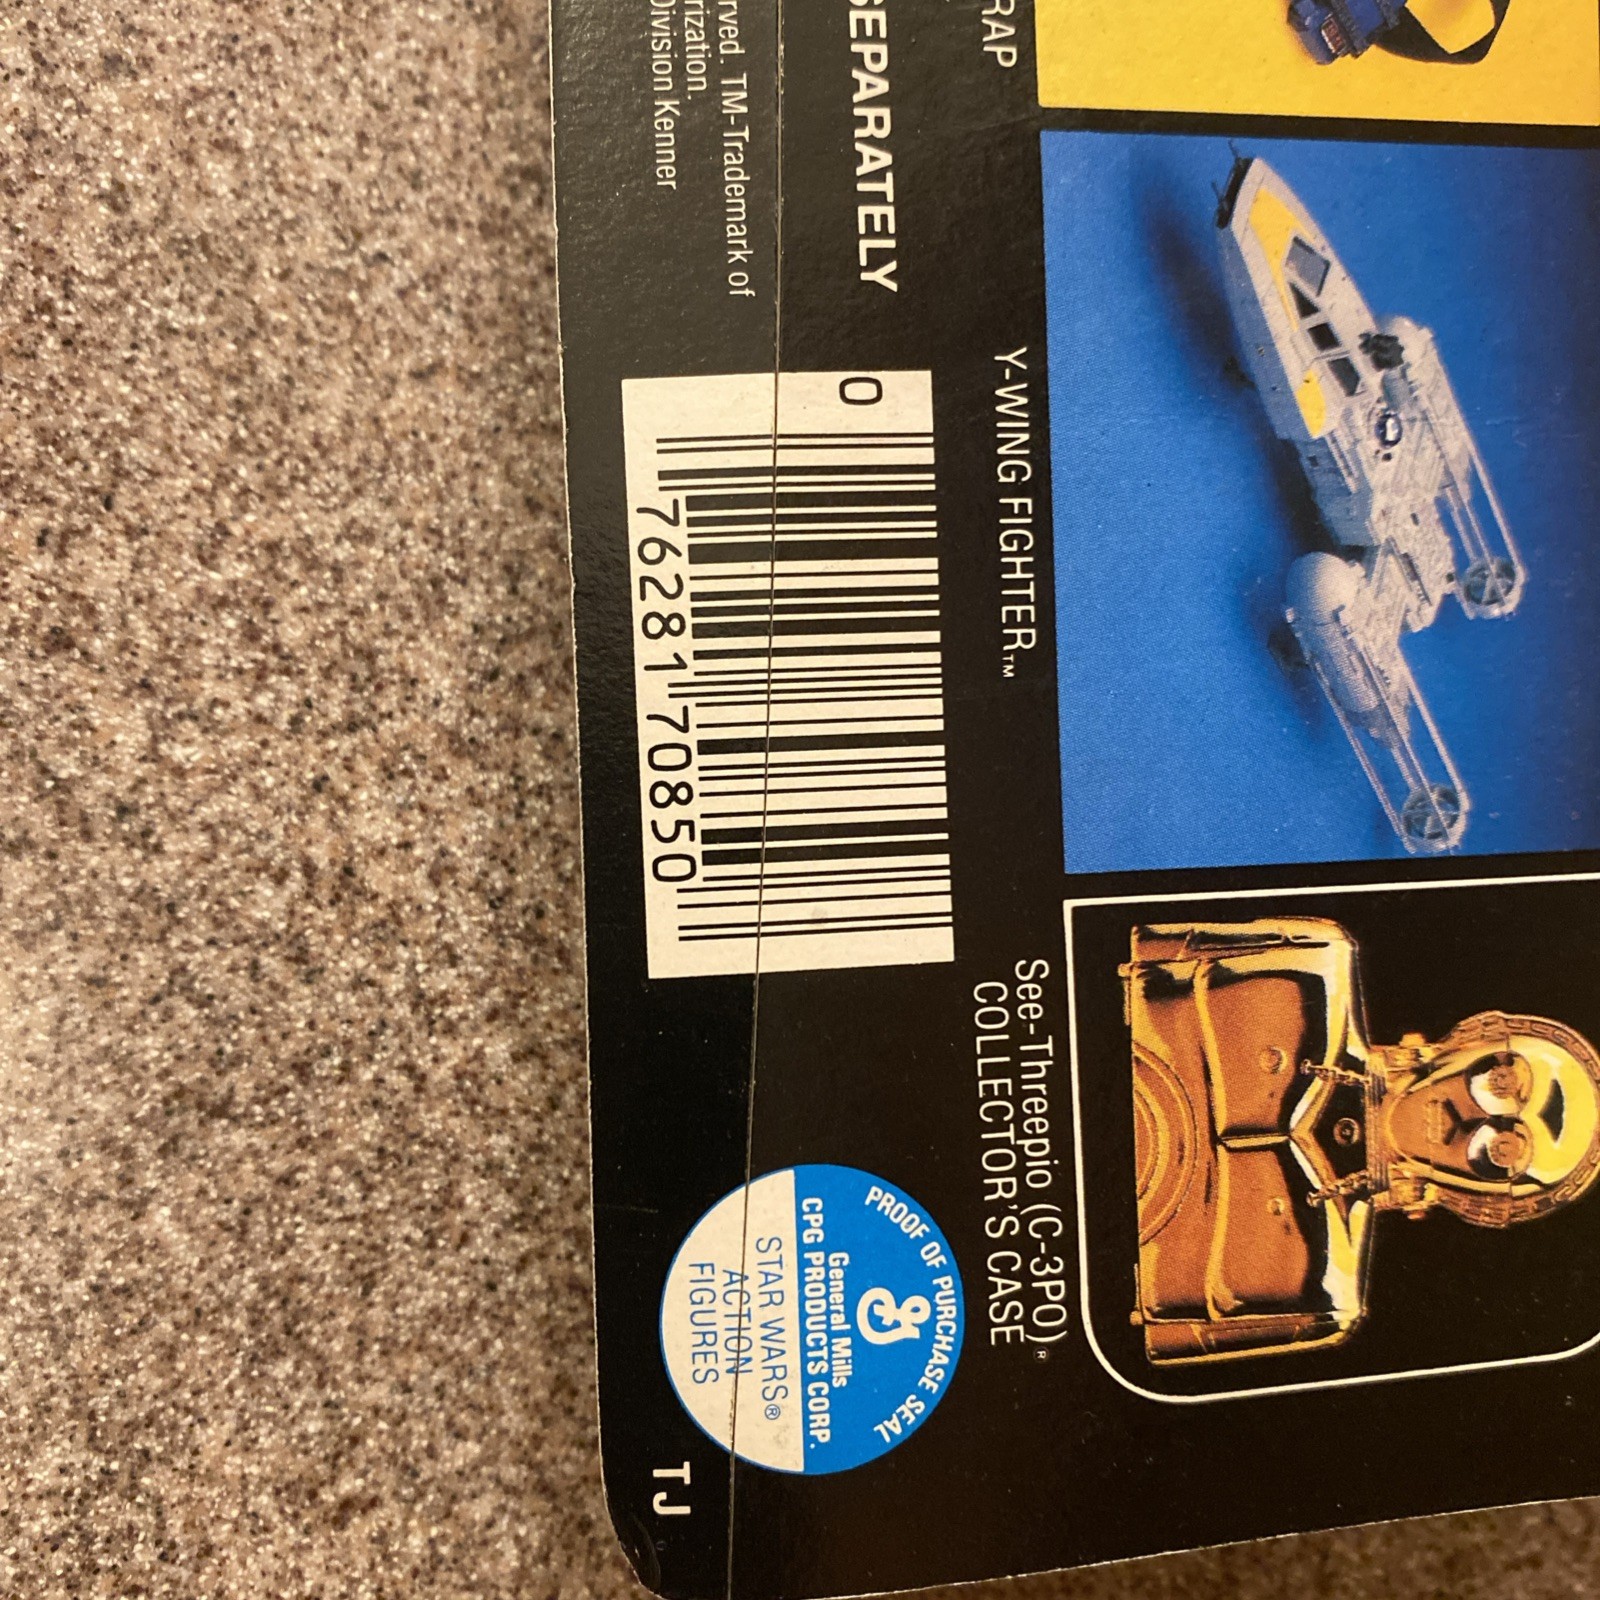 RAP
Y-WING FIGHTER™
See-Threepio (C-3PO)®
COLLECTOR'S CASE
SEPARATELY
rved. TM-Trademark of
rization.
Division Kenner
0
76281 70850
PROOF OF PURCHASE SEAL
General Mills
CPG PRODUCTS CORP.
STAR WARS®
ACTION
FIGURES
TJ